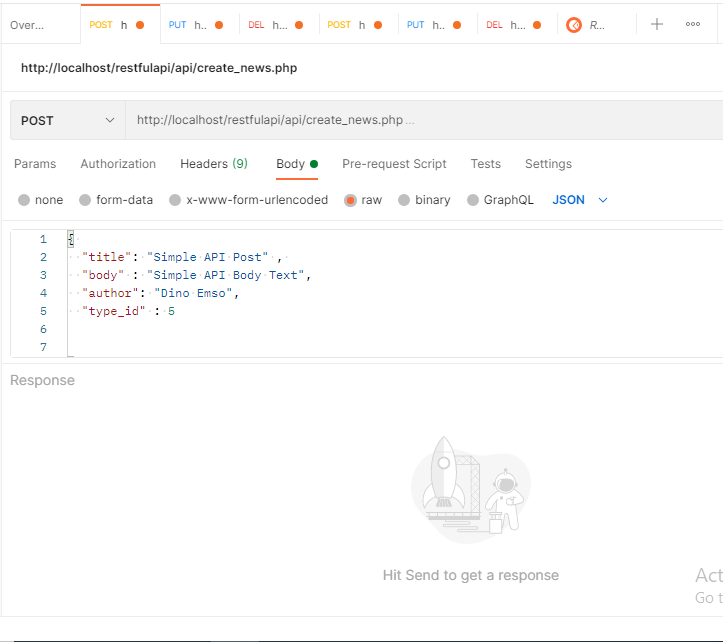 Over...
POST h
PUT h..
DEL h...
POST h
PUT h..
DEL h...
R...
http://localhost/restfulapi/api/create_news.php
POST
http://localhost/restfulapi/api/create_news.php ...
Params Authorization Headers (9) Body Pre-request Script Tests Settings
none form-data x-www-form-urlencoded raw binary GraphQL JSON
1 {
2 "title": "Simple API Post" ,
3 "body" : "Simple API Body Text",
4 "author": "Dino Emso",
5 "type_id" : 5
6
7
Response
Hit Send to get a response
Act
Go t